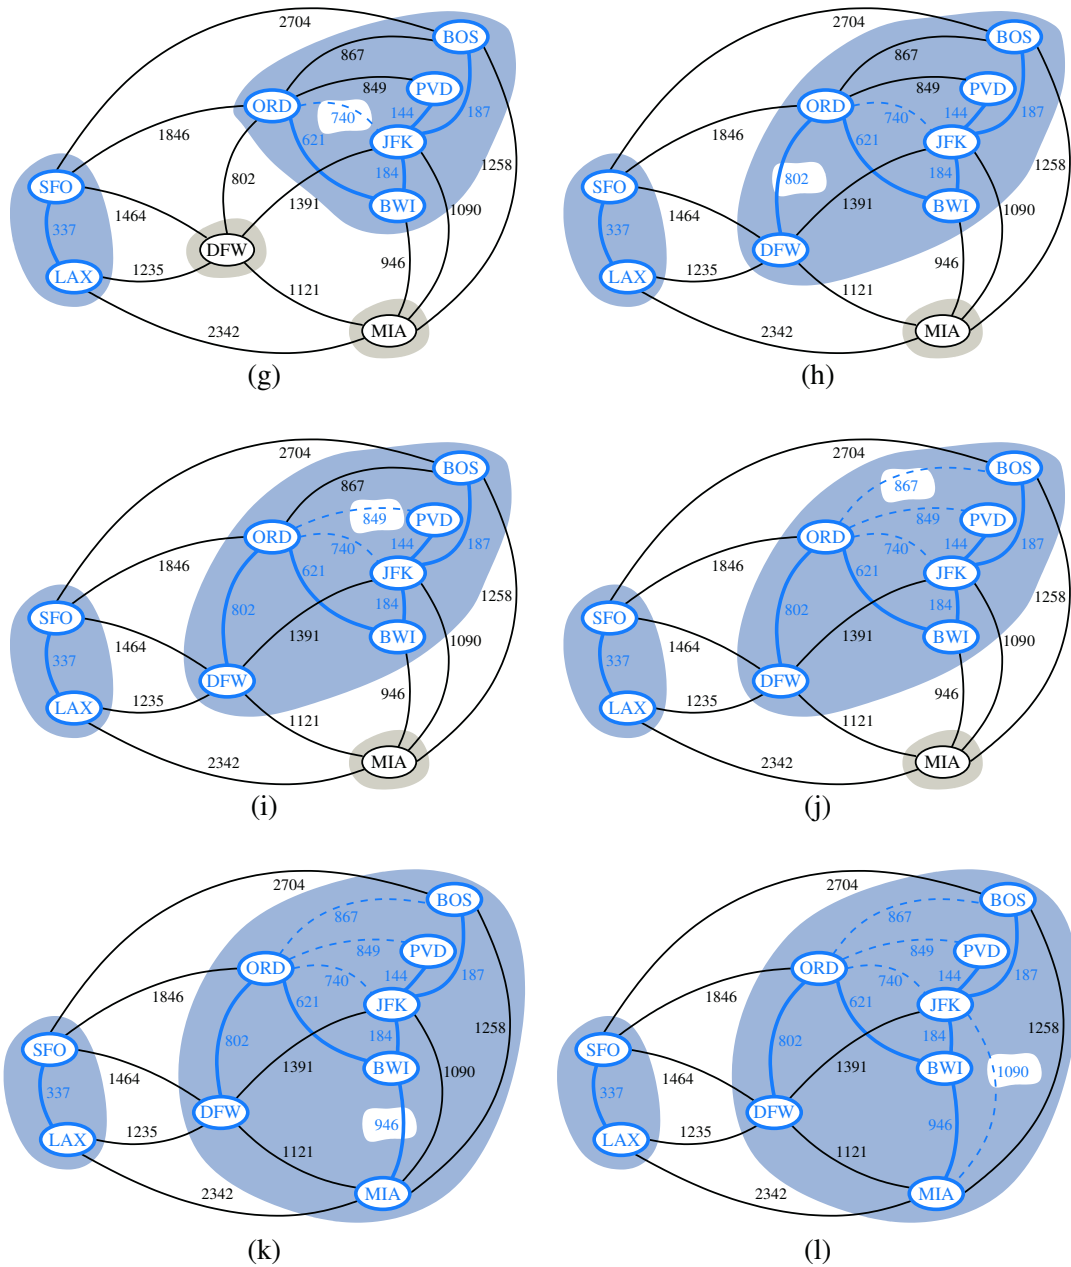 2704
BOS
867
PVD
849
ORD
144
187
740
1846
621
JFK
1258
184
SFO
802
BWI
1391
1090
1464
337
DFW
946
LAX
1235
1121
2342
MIA
(g)
2704
BOS
867
PVD
849
ORD
144
187
740
1846
621
JFK
1258
184
SFO
802
BWI
1391
1090
1464
337
DFW
946
LAX
1235
1121
2342
MIA
(h)
2704
BOS
867
849
PVD
ORD
144
187
740
1846
621
JFK
1258
184
SFO
802
BWI
1391
1090
1464
337
DFW
946
LAX
1235
1121
2342
MIA
(i)
2704
BOS
867
849
PVD
ORD
144
187
740
1846
621
JFK
1258
184
SFO
802
BWI
1391
1090
1464
337
DFW
946
LAX
1235
1121
2342
MIA
(j)
2704
BOS
867
849
PVD
ORD
144
187
740
1846
621
JFK
1258
184
SFO
802
BWI
1391
1090
1464
337
DFW
946
LAX
1235
1121
2342
MIA
(k)
2704
BOS
867
849
PVD
ORD
144
187
740
1846
621
JFK
1258
184
SFO
802
BWI
1391
1090
1464
337
DFW
946
LAX
1235
1121
2342
MIA
(l)